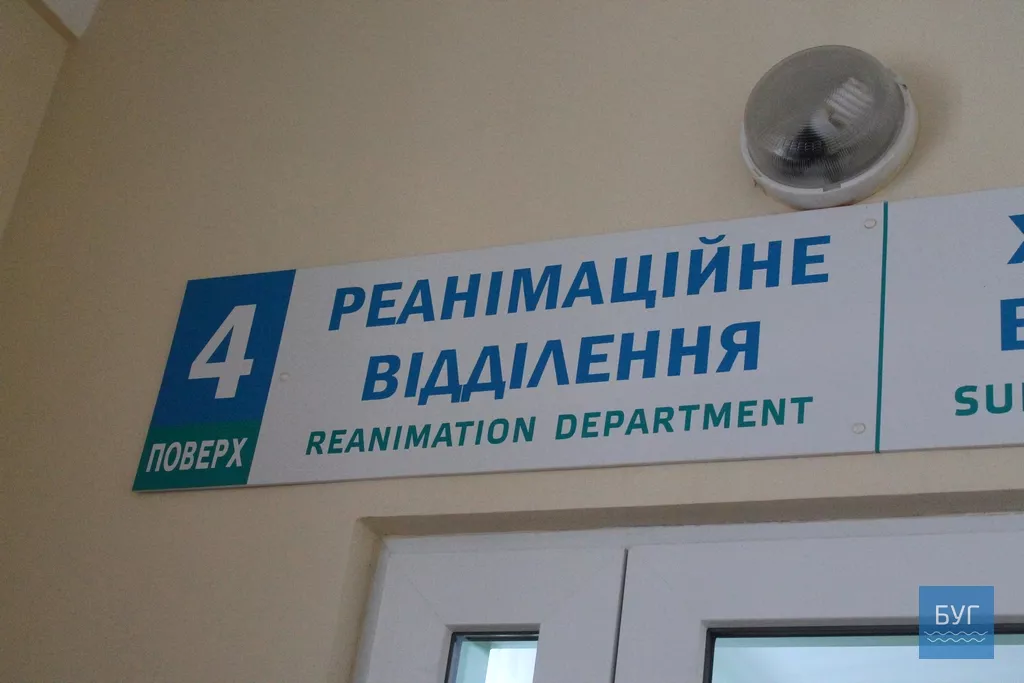 4
ПОВЕРХ
РЕАНІМАЦІЙНЕ
ВІДДІЛЕННЯ
REANIMATION DEPARTMENT
БУГ